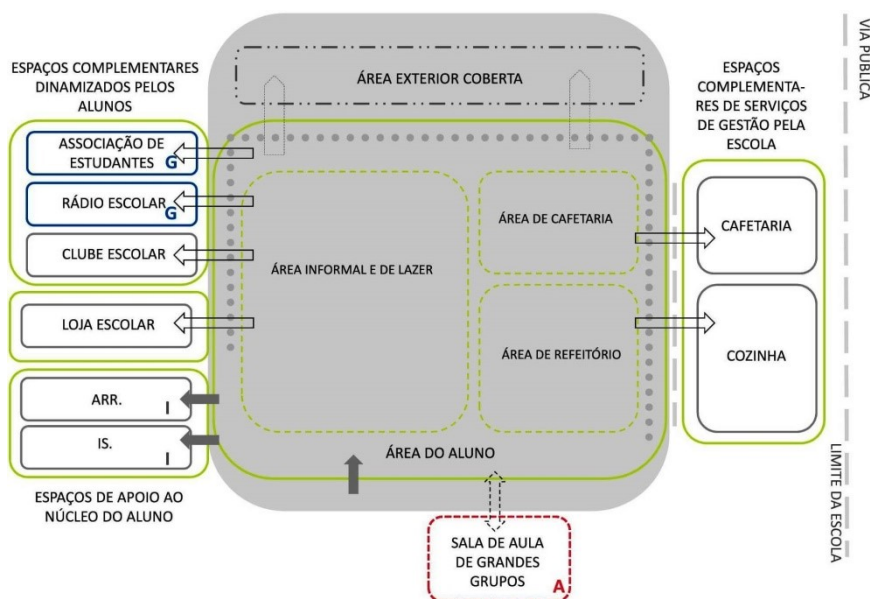 ESPAÇOS COMPLEMENTARES
DINAMIZADOS PELOS
ALUNOS
ASSOCIAÇÃO DE
ESTUDANTES
G
RÁDIO ESCOLAR
G
CLUBE ESCOLAR
LOJA ESCOLAR
ARR.
I
IS.
I
ESPAÇOS DE APOIO AO
NÚCLEO DO ALUNO
ÁREA EXTERIOR COBERTA
ÁREA INFORMAL E DE LAZER
ÁREA DE CAFETARIA
ÁREA DE REFEITÓRIO
ÁREA DO ALUNO
SALA DE AULA
DE GRANDES
GRUPOS
A
ESPAÇOS
COMPLEMENTA-
RES DE SERVIÇOS
DE GESTÃO PELA
ESCOLA
CAFETARIA
COZINHA
VIA PUBLICA
LIMITE DA ESCOLA